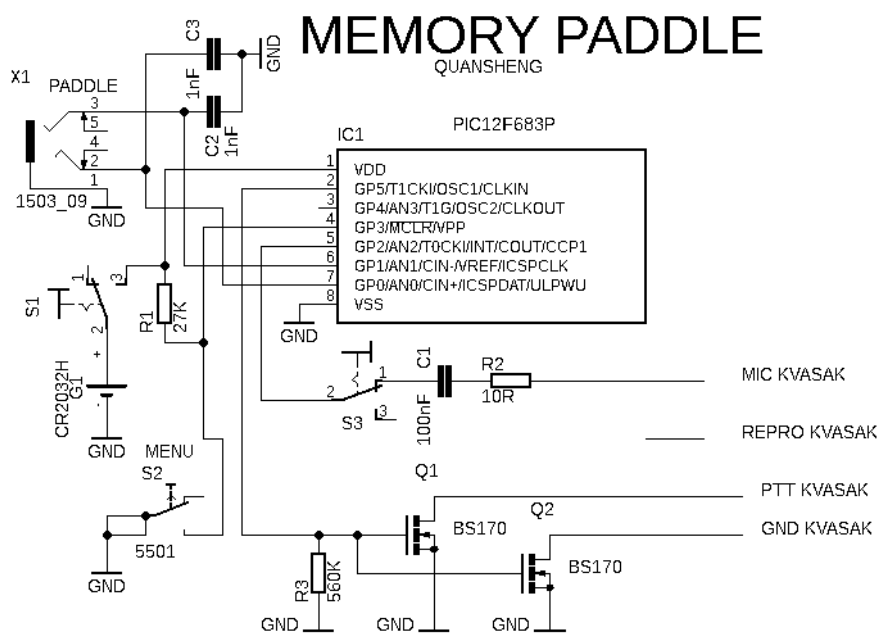 MEMORY PADDLE
QUANSHENG
X1
PADDLE
3
5
4
2
1
1503_09
GND
C3
1nF
GND
C2
1nF
IC1
PIC12F683P
1 VDD
2 GP5/T1CKI/OSC1/CLKIN
3 GP4/AN3/T1G/OSC2/CLKOUT
4 GP3/MCLR/VPP
5 GP2/AN2/T0CKI/INT/COUT/CCP1
6 GP1/AN1/CIN-/VREF/ICSPCLK
7 GP0/AN0/CIN+/ICSPDAT/ULPWU
8 VSS
GND
S1
1
3
2
R1
27K
+
G1
CR2032H
GND
MENU
S2
5501
GND
S3
2
1
3
C1
100nF
R2
10R
MIC KVASAK
REPRO KVASAK
PTT KVASAK
GND KVASAK
Q1
BS170
Q2
BS170
R3
560K
GND
GND
GND